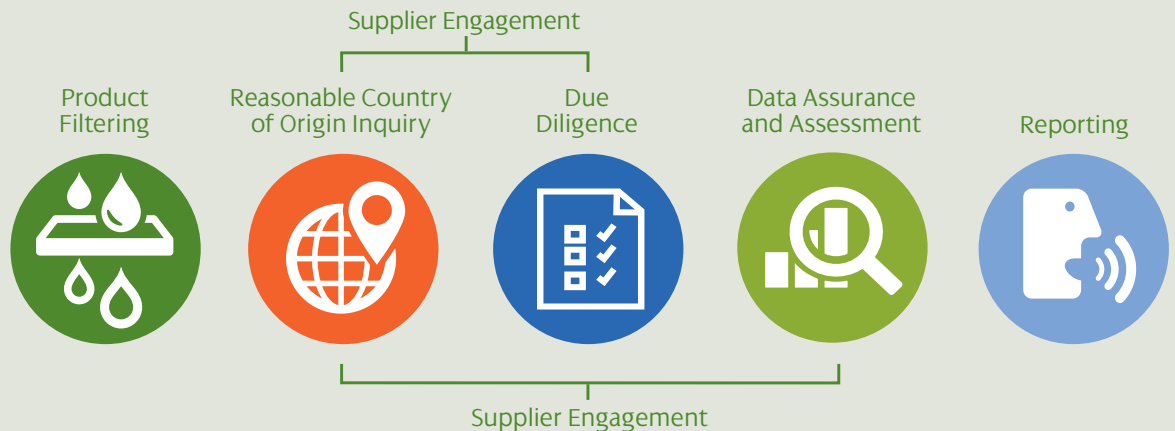 Supplier Engagement
Product
Filtering
Reasonable Country
of Origin Inquiry
Due
Diligence
Data Assurance
and Assessment
Reporting
Supplier Engagement